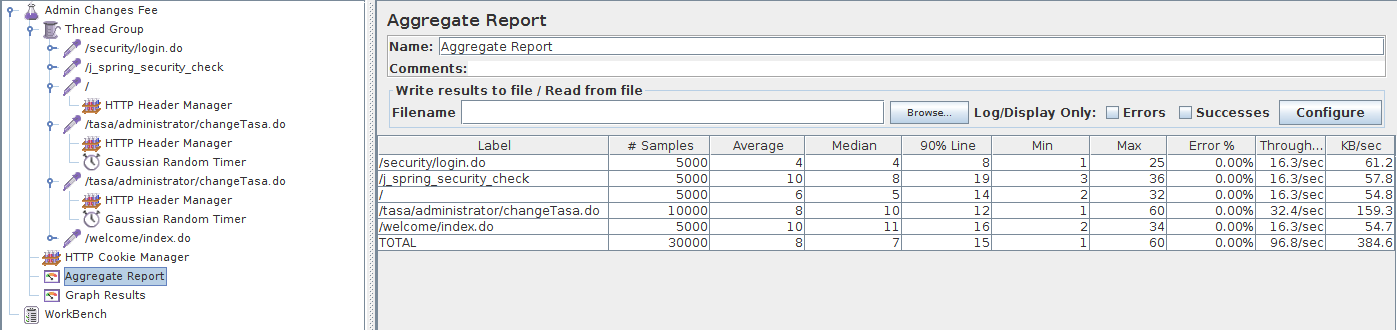 Admin Changes Fee
Thread Group
/security/login.do
/j_spring_security_check
/
HTTP Header Manager
/tasa/administrator/changeTasa.do
HTTP Header Manager
Gaussian Random Timer
/tasa/administrator/changeTasa.do
HTTP Header Manager
Gaussian Random Timer
/welcome/index.do
HTTP Cookie Manager
Aggregate Report
Graph Results
WorkBench
Aggregate Report
Name: Aggregate Report
Comments:
Write results to file / Read from file
Filename Browse... Log/Display Only: Errors Successes Configure
Label # Samples Average Median 90% Line Min Max Error % Through... KB/sec
/security/login.do 5000 4 4 8 1 25 0.00% 16.3/sec 61.2
/j_spring_security_check 5000 10 8 19 3 36 0.00% 16.3/sec 57.8
/ 5000 6 5 14 2 32 0.00% 16.3/sec 54.8
/tasa/administrator/changeTasa.do 10000 8 10 12 1 60 0.00% 32.4/sec 159.3
/welcome/index.do 5000 10 11 16 2 34 0.00% 16.3/sec 54.7
TOTAL 30000 8 7 15 1 60 0.00% 96.8/sec 384.6